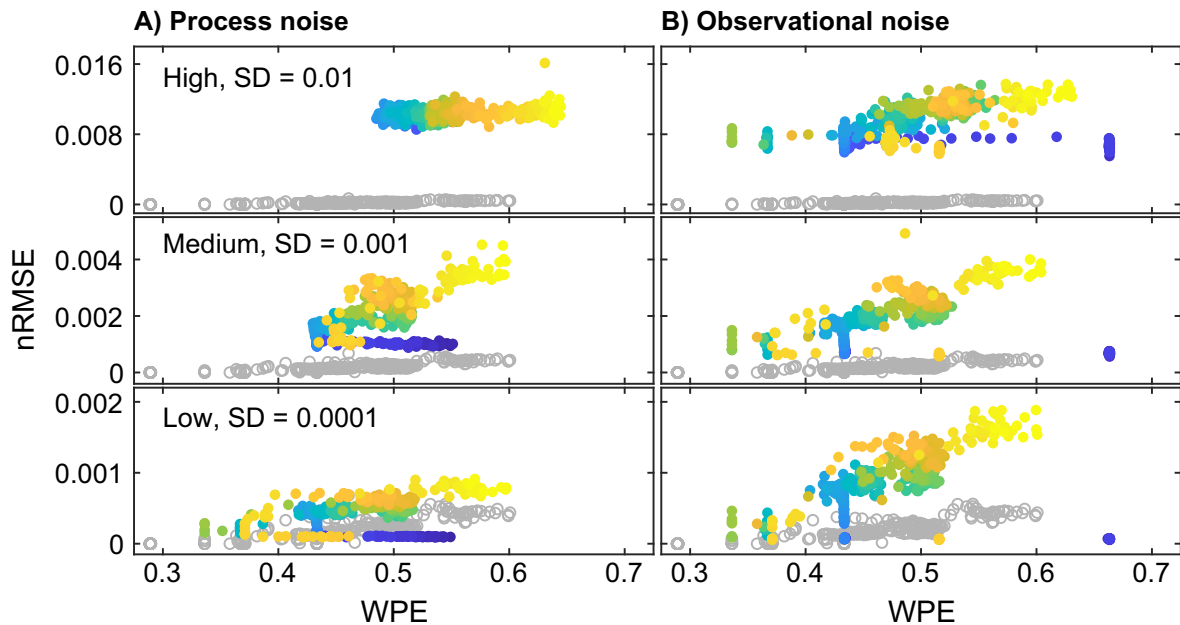 A) Process noise
B) Observational noise
High, SD = 0.01
0.016
0.008
0
Medium, SD = 0.001
0.004
0.002
0
Low, SD = 0.0001
0.002
0.001
0
nRMSE
0.3 0.4 0.5 0.6 0.7
0.3 0.4 0.5 0.6 0.7
WPE
WPE